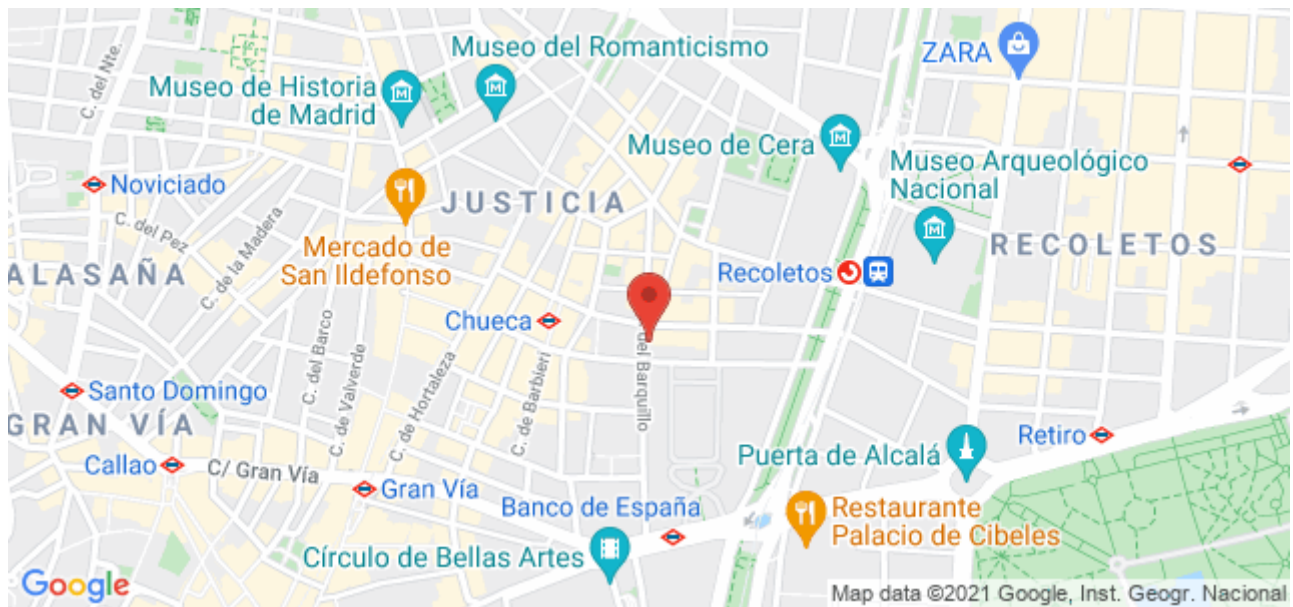 C. del Nte.
Museo del Romanticismo
ZARA
Museo de Historia
de Madrid
Museo de Cera
Museo Arqueológico
Nacional
Noviciado
JUSTICIA
C. del Pez
C. de la Madera
Mercado de
San Ildefonso
RECOLETOS
ALASAÑA
Recoletos
Chueca
del Barquillo
C. del Barco
C. de Valverde
C. de Hortaleza
C. de Barbieri
Santo Domingo
GRAN VÍA
Retiro
Callao
C/ Gran Vía
Puerta de Alcalá
Gran Vía
Banco de España
Restaurante
Palacio de Cibeles
Círculo de Bellas Artes
Google
Map data ©2021 Google, Inst. Geogr. Nacional